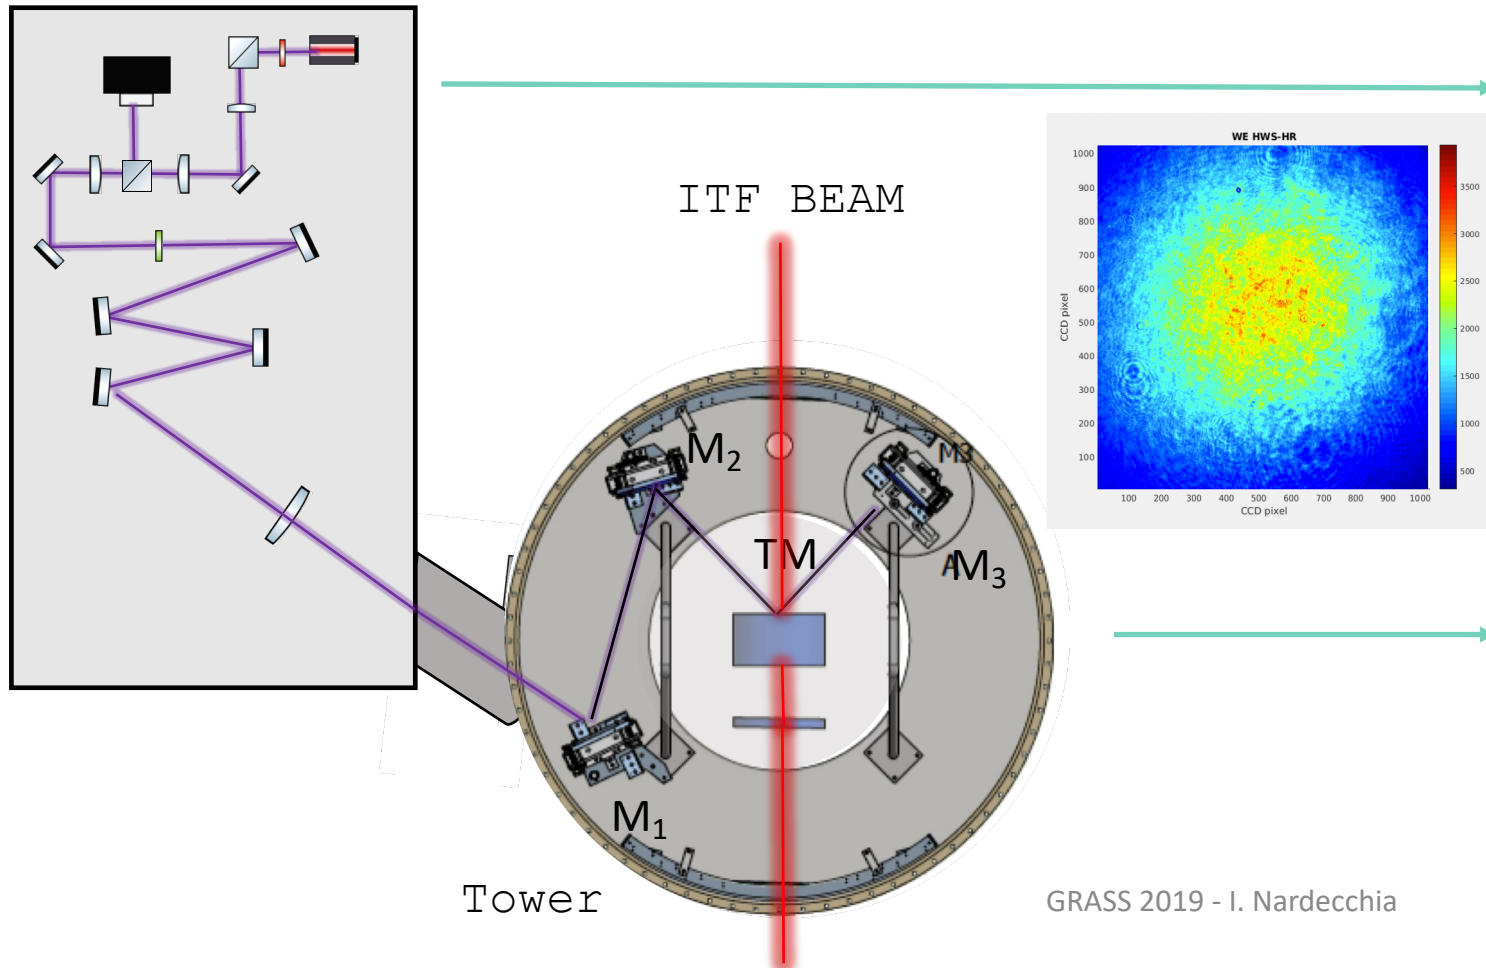 WE HWS-HR
1000
900
800
700
600
500
400
300
200
100
CCD pixel
100 200 300 400 500 600 700 800 900 1000
CCD pixel
3500
3000
2500
2000
1500
1000
500
ITF BEAM
M2
M3
TM
A
M3
M1
Tower
GRASS 2019 - I. Nardecchia